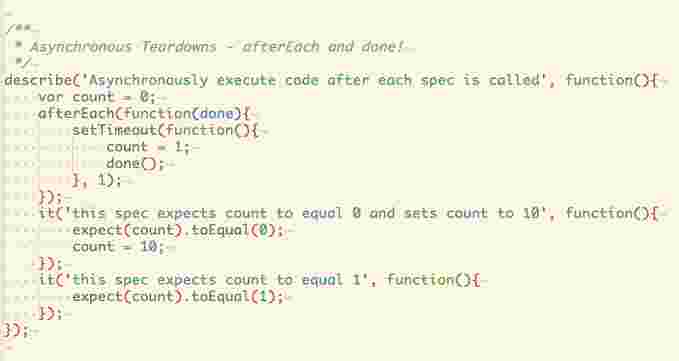 /**
 * Asynchronous Teardowns - afterEach and done!
 */
describe('Asynchronously execute code after each spec is called', function(){
    var count = 0;
    afterEach(function(done){
        setTimeout(function(){
            count = 1;
            done();
        }, 1);
    });
    it('this spec expects count to equal 0 and sets count to 10', function(){
        expect(count).toEqual(0);
        count = 10;
    });
    it('this spec expects count to equal 1', function(){
        expect(count).toEqual(1);
    });
});